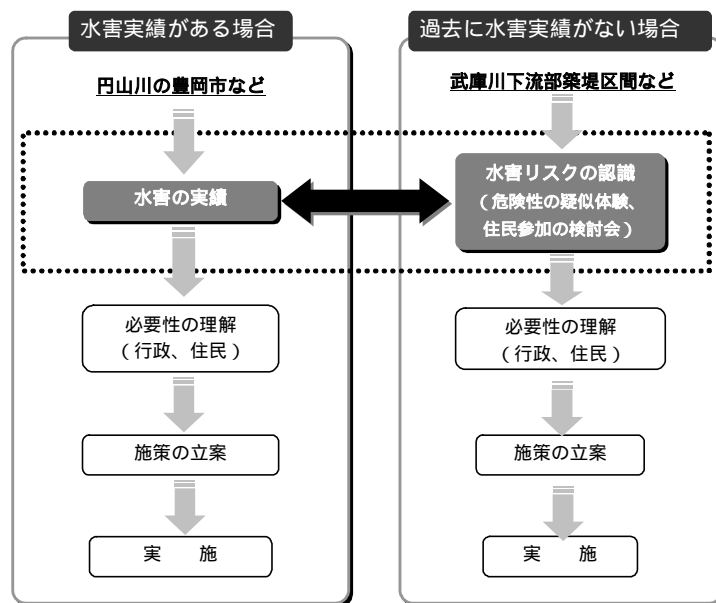 水害実績がある場合
円山川の豊岡市など
水害の実績
必要性の理解
（行政、住民）
施策の立案
実　施
過去に水害実績がない場合
武庫川下流部築堤区間など
水害リスクの認識
（危険性の疑似体験、
住民参加の検討会）
必要性の理解
（行政、住民）
施策の立案
実　施